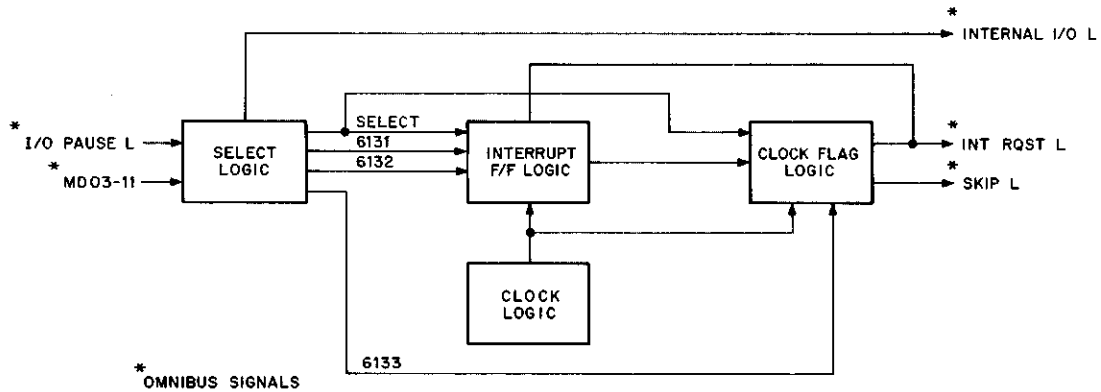 * INTERNAL I/O L
* I/O PAUSE L
* MD03-11
SELECT LOGIC
SELECT
6131
6132
INTERRUPT
F/F LOGIC
CLOCK FLAG
LOGIC
* INT RQST L
* SKIP L
CLOCK
LOGIC
6133
*OMNIBUS SIGNALS